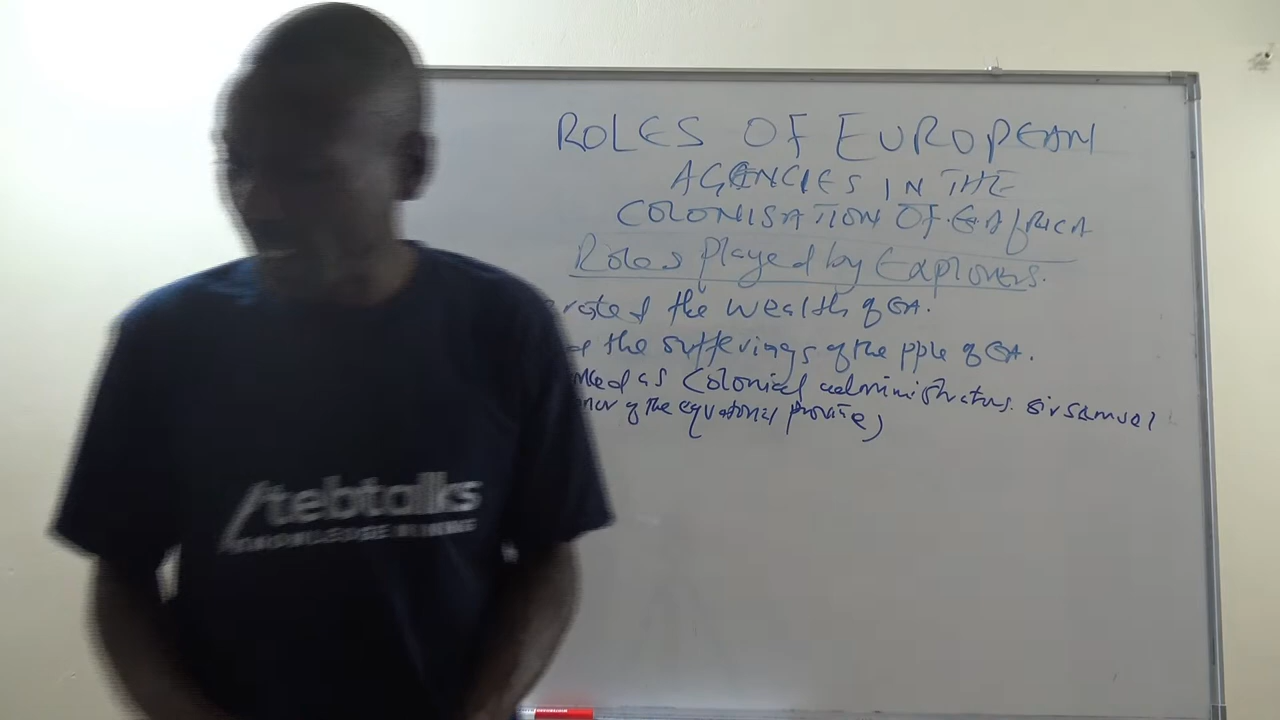 ROLES OF EUROPEAN
AGENCIES IN THE
COLONISATION OF E. AFRICA
Roles played by Explorers.
the wealth of EA.
the sufferings of the pple of EA.
as colonial administrators. Sir Samuel
of the equatorial province)
tebtalks
KNOWLEDGE